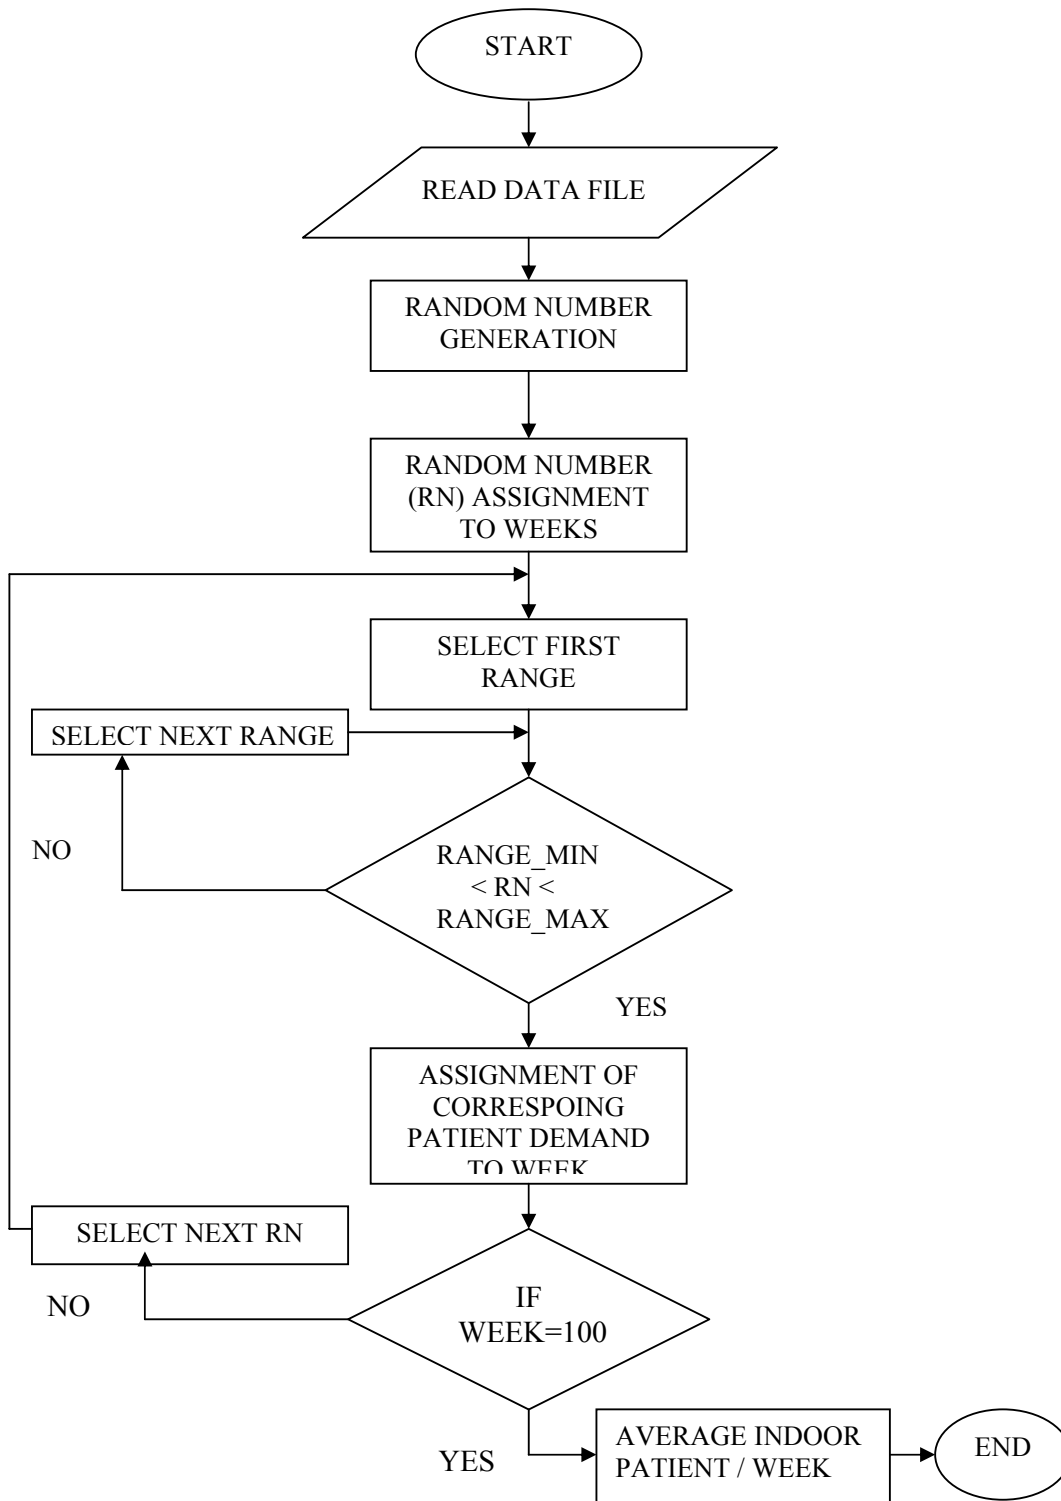 START
READ DATA FILE
RANDOM NUMBER
GENERATION
RANDOM NUMBER
(RN) ASSIGNMENT
TO WEEKS
SELECT FIRST
RANGE
SELECT NEXT RANGE
NO
RANGE_MIN
< RN <
RANGE_MAX
YES
ASSIGNMENT OF
CORRESPOING
PATIENT DEMAND
TO WEEK
SELECT NEXT RN
NO
IF
WEEK=100
YES
AVERAGE INDOOR
PATIENT / WEEK
END